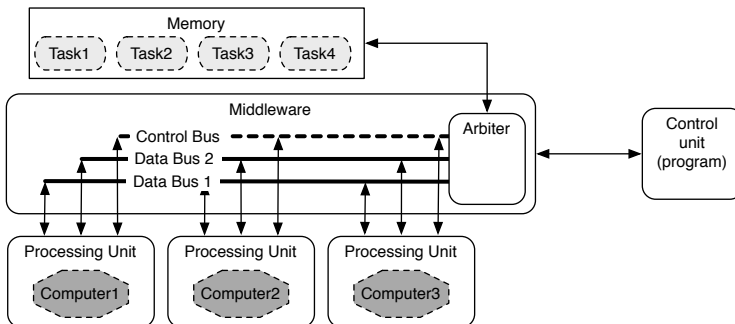 Memory
Task1 Task2 Task3 Task4
Middleware
Control Bus
Data Bus 2
Data Bus 1
Arbiter
Control
unit
(program)
Processing Unit Processing Unit Processing Unit
Computer1 Computer2 Computer3